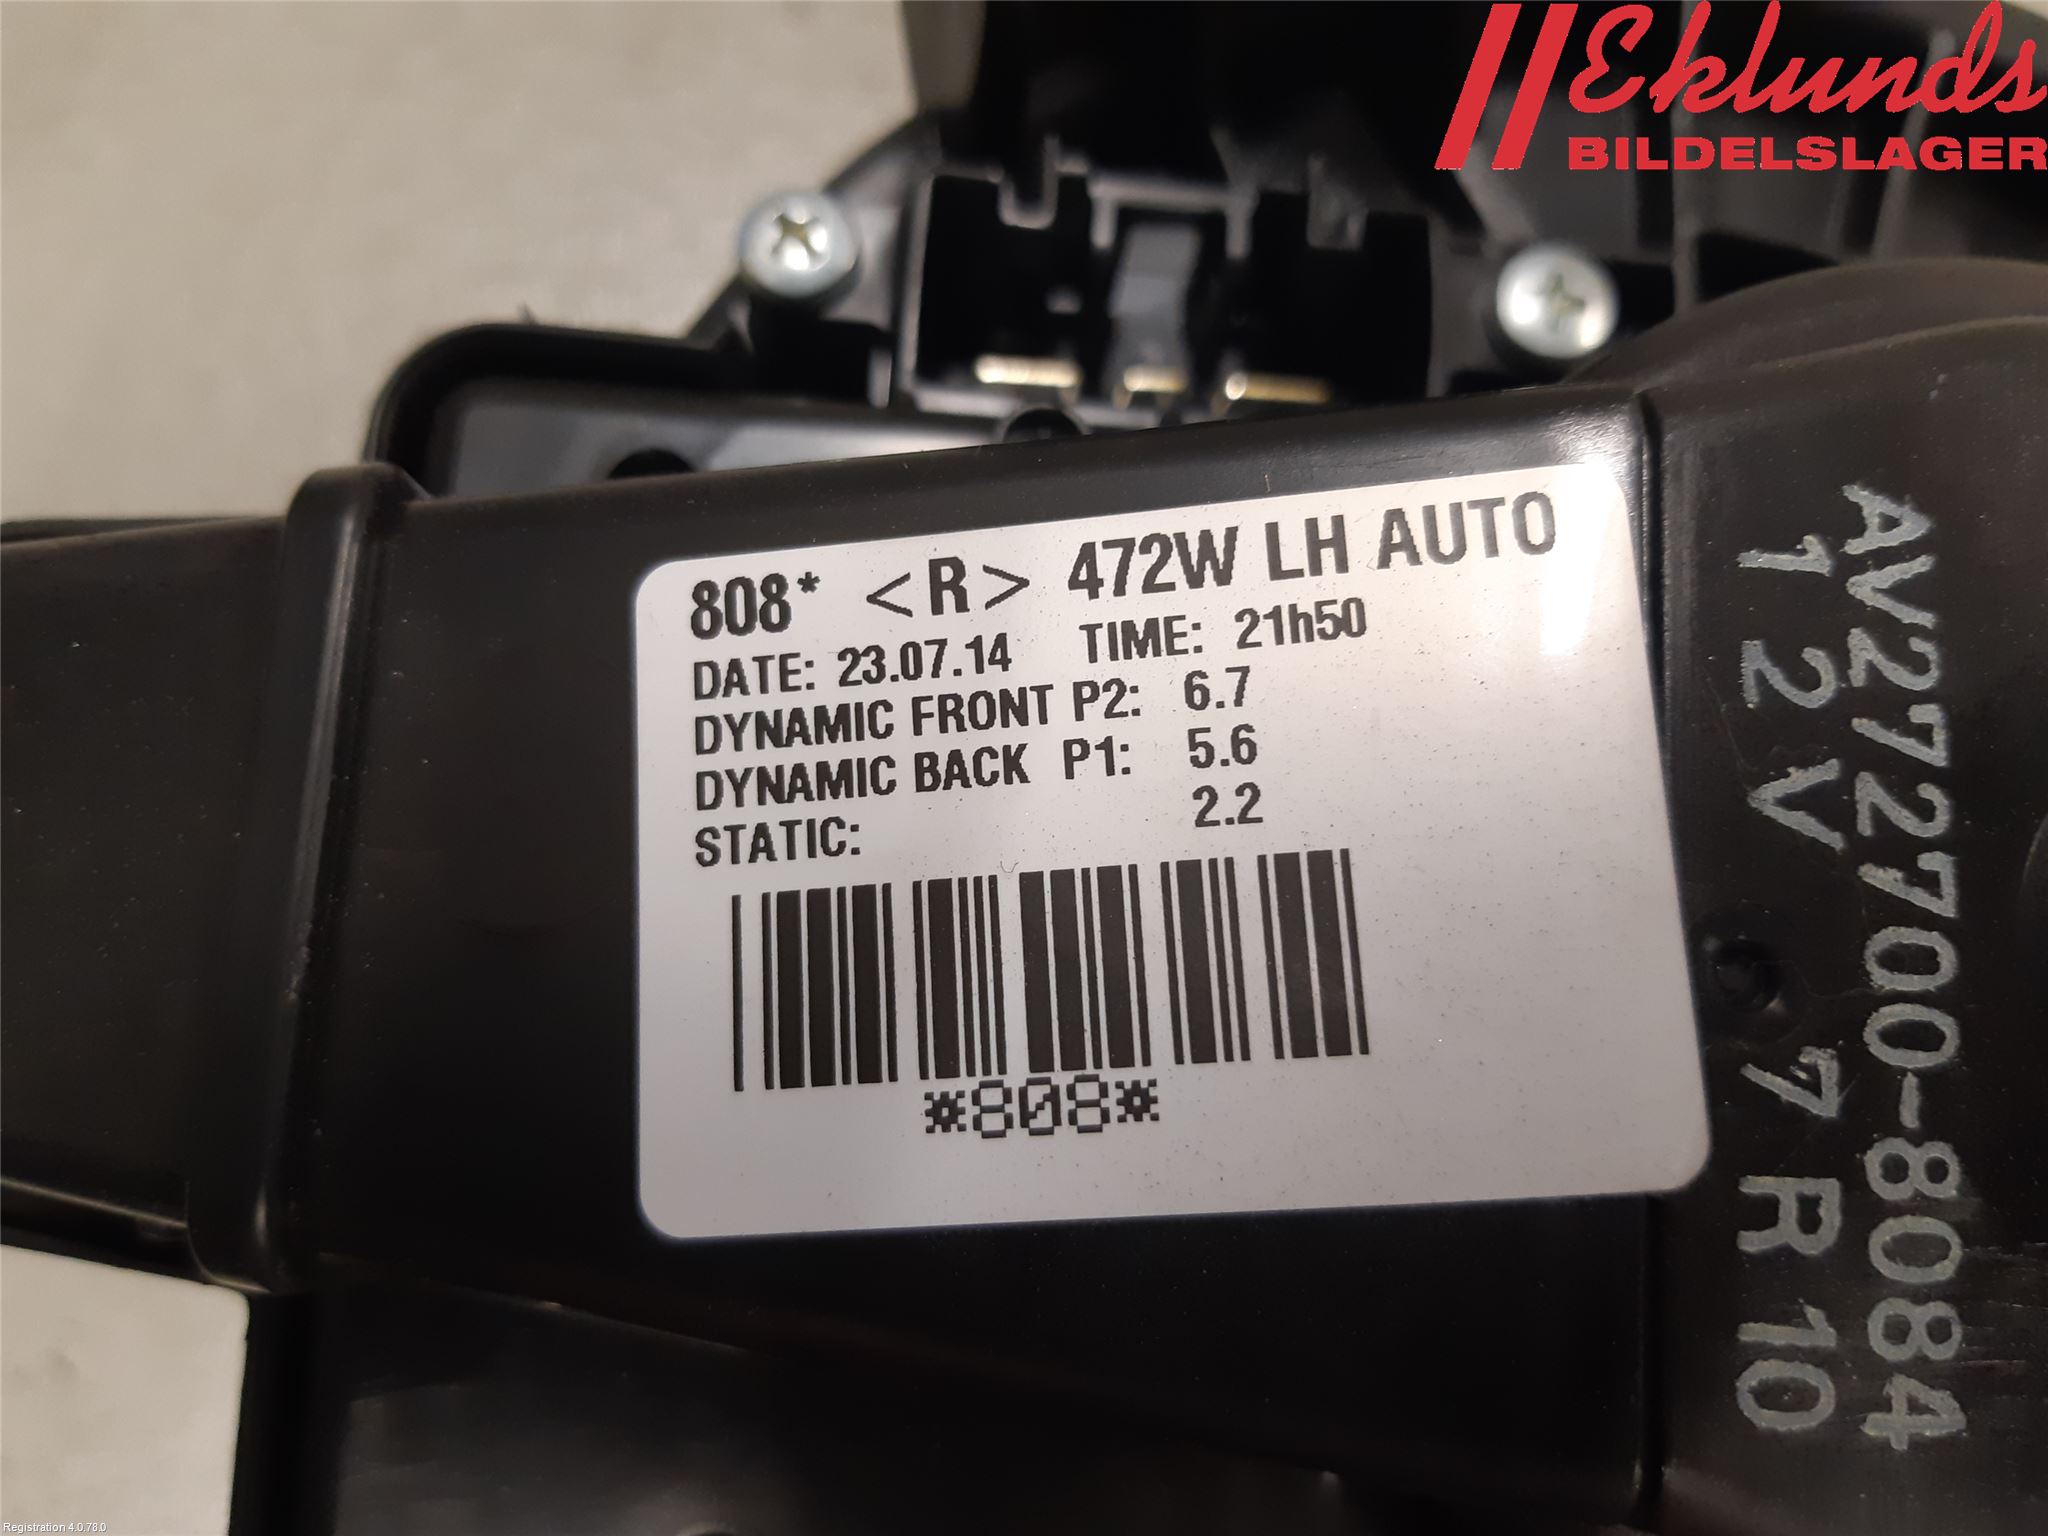 Eklunds
BILDELSLAGER
808* <R> 472W LH AUTO
DATE: 23.07.14 TIME: 21h50
DYNAMIC FRONT P2: 6.7
DYNAMIC BACK P1: 5.6
STATIC: 2.2
*808*
AV272700-8084
12V 7R10
Registration 4.0.78.0